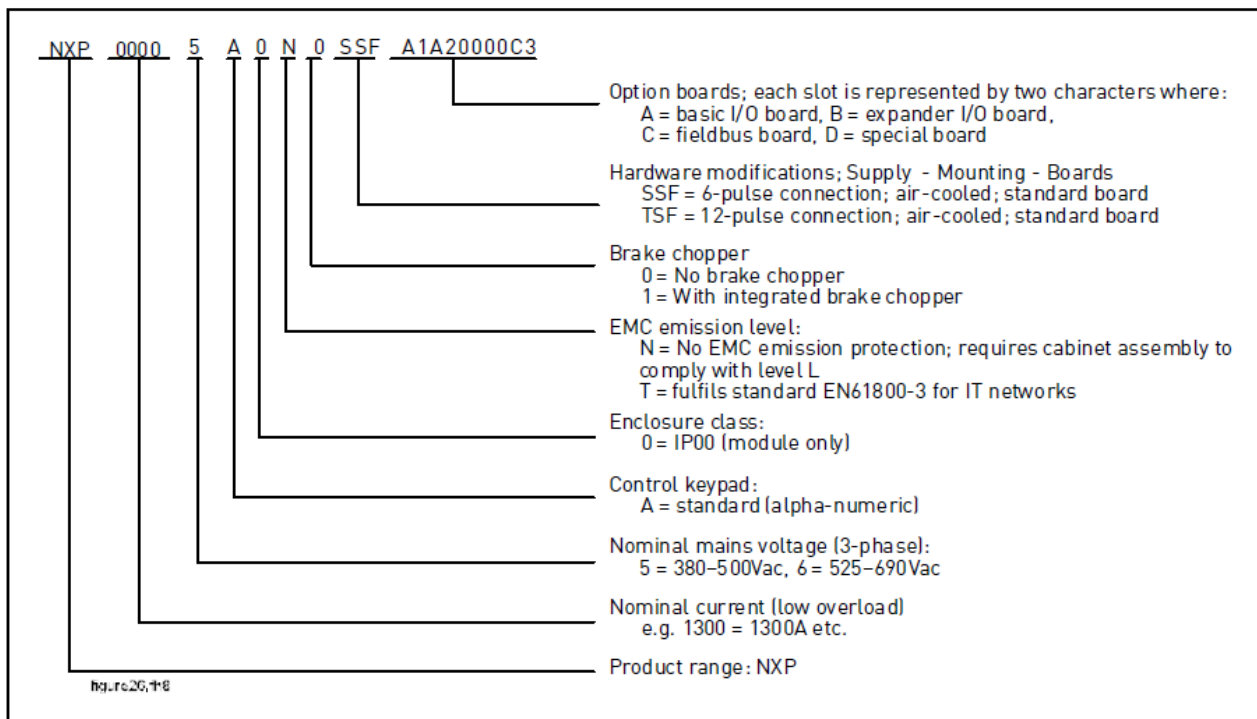 NXP 0000 5 A 0 N 0 SSF A1A20000C3
Option boards; each slot is represented by two characters where:
A = basic I/O board, B = expander I/O board,
C = fieldbus board, D = special board
Hardware modifications; Supply - Mounting - Boards
SSF = 6-pulse connection; air-cooled; standard board
TSF = 12-pulse connection; air-cooled; standard board
Brake chopper
0 = No brake chopper
1 = With integrated brake chopper
EMC emission level:
N = No EMC emission protection; requires cabinet assembly to
comply with level L
T = fulfils standard EN61800-3 for IT networks
Enclosure class:
0 = IP00 (module only)
Control keypad:
A = standard (alpha-numeric)
Nominal mains voltage (3-phase):
5 = 380–500Vac, 6 = 525–690Vac
Nominal current (low overload)
e.g. 1300 = 1300A etc.
Product range: NXP